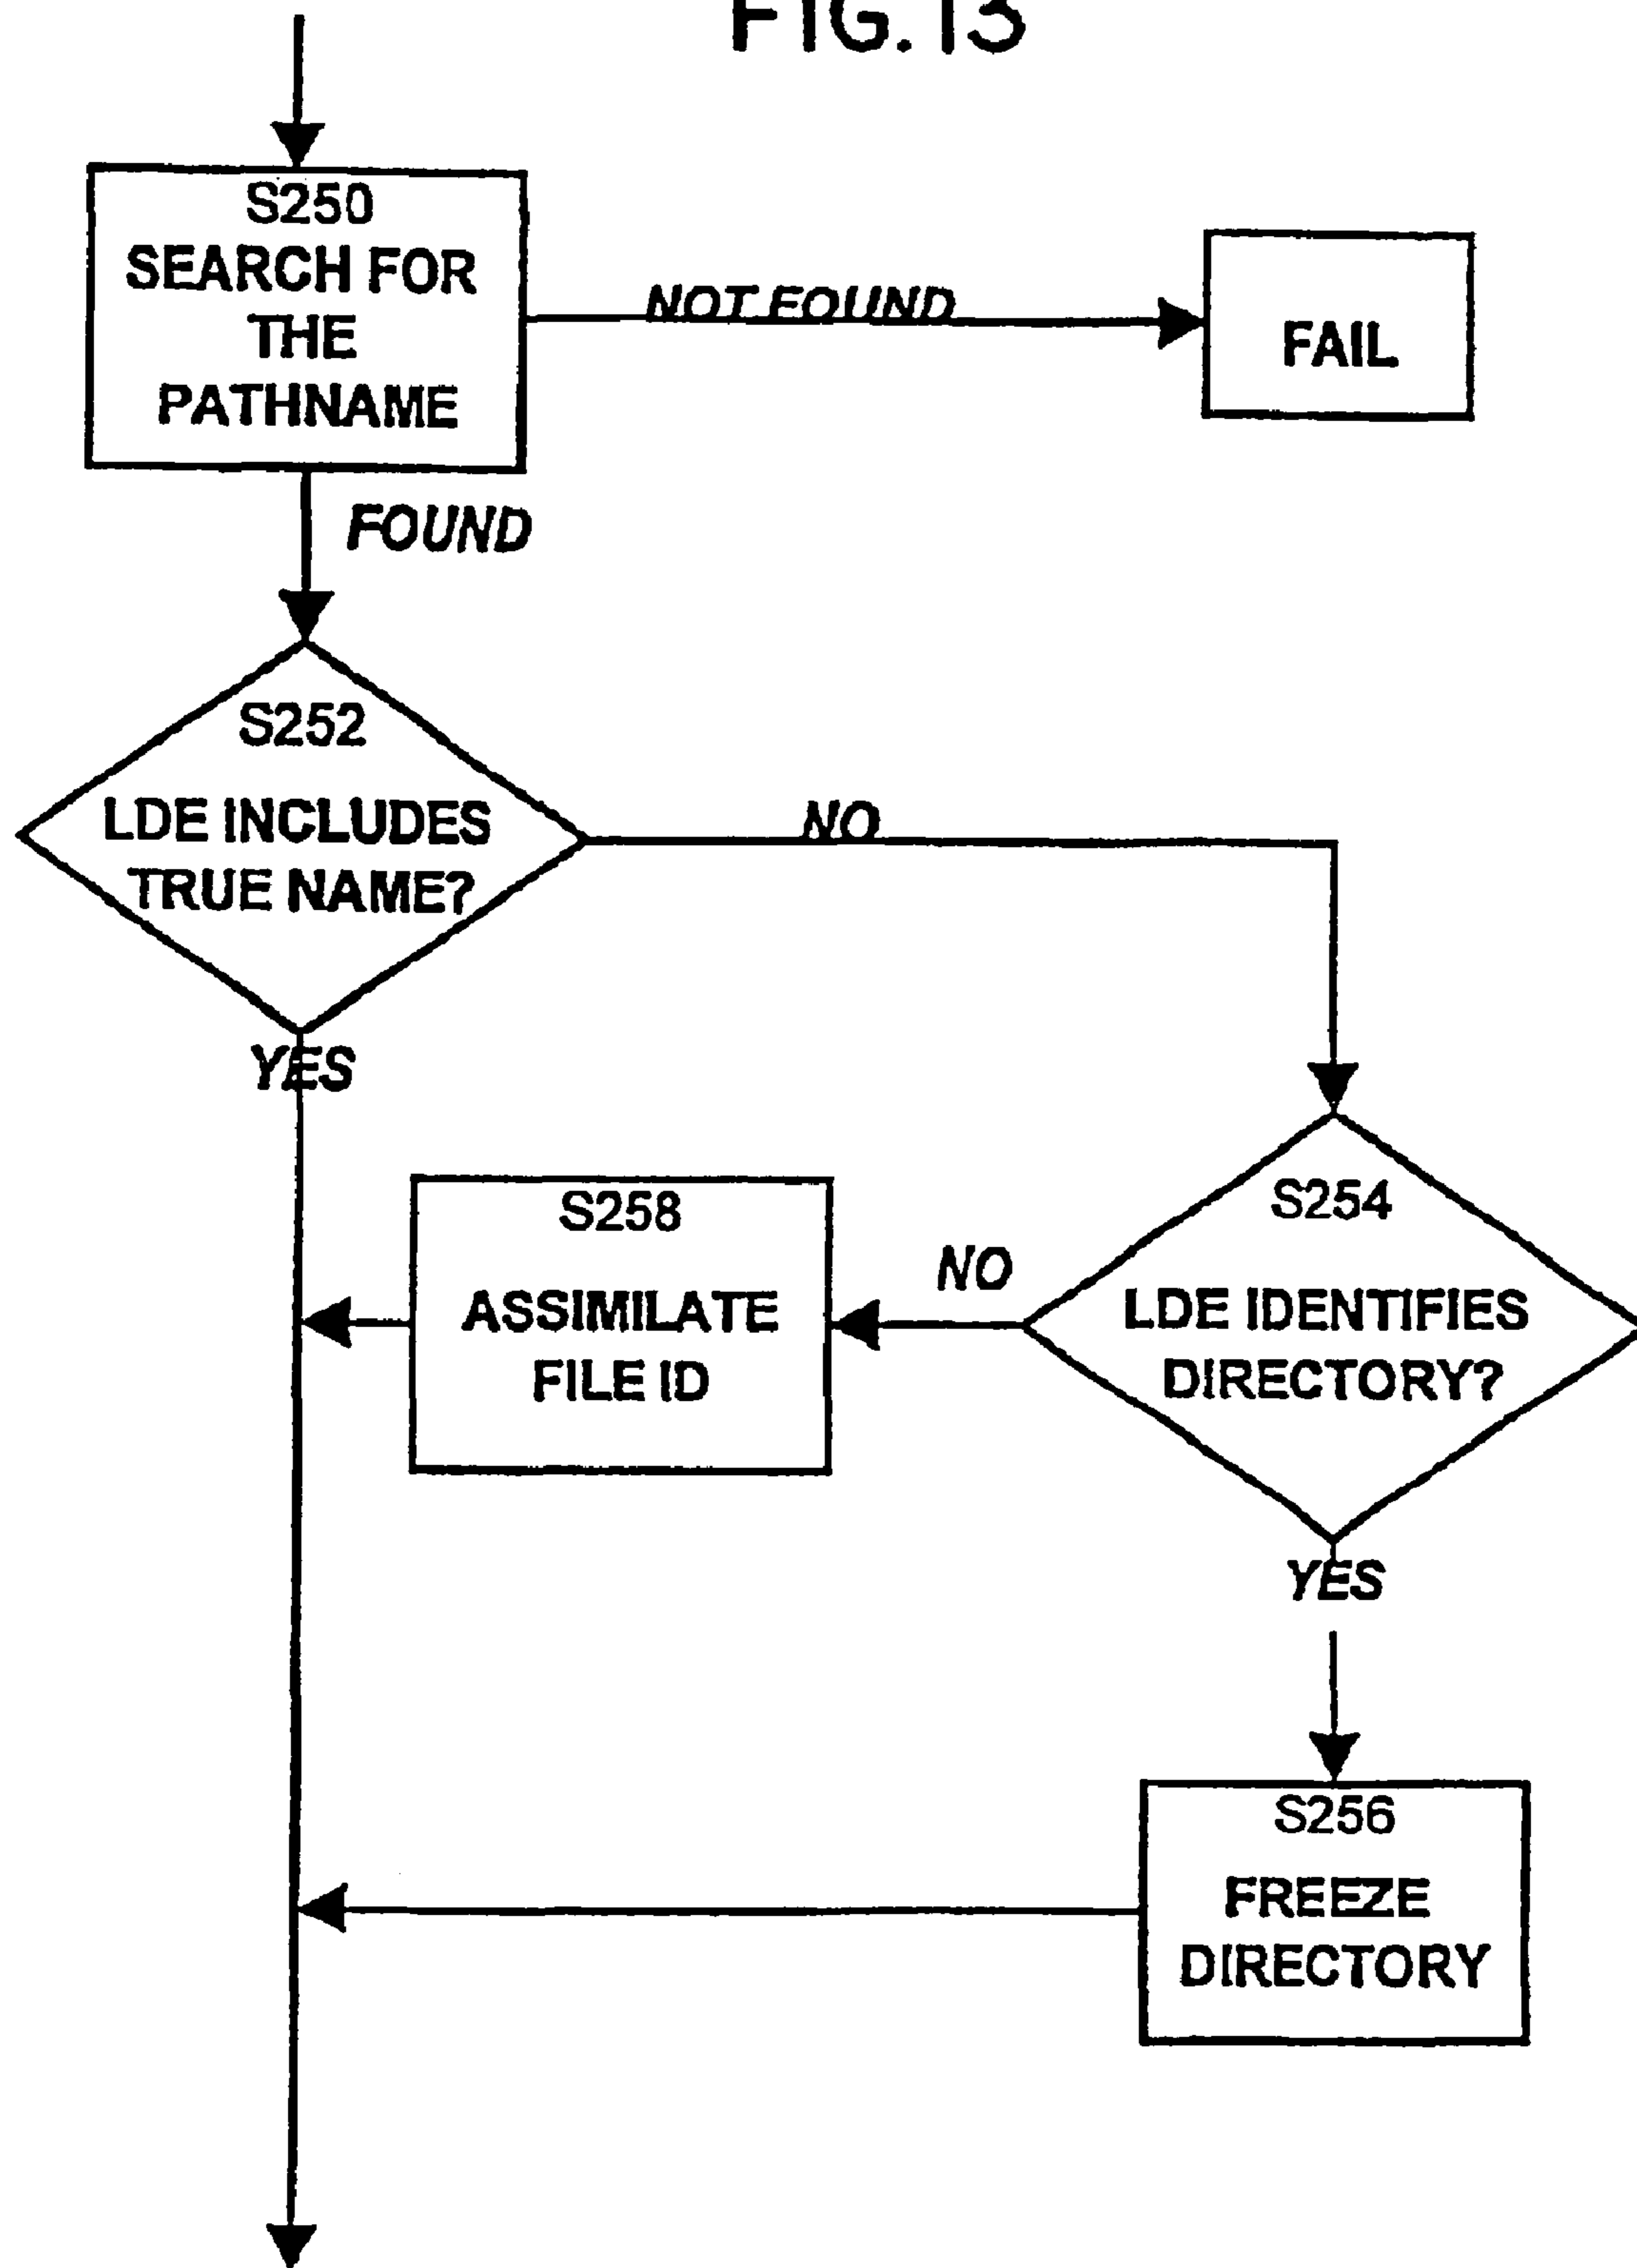 FIG.13
S250
SEARCH FOR
THE
PATHNAME
NOT FOUND
FAIL
FOUND
S252
LDE INCLUDES
TRUE NAME?
NO
YES
S258
ASSIMILATE
FILE ID
NO
S254
LDE IDENTIFIES
DIRECTORY?
YES
S256
FREEZE
DIRECTORY